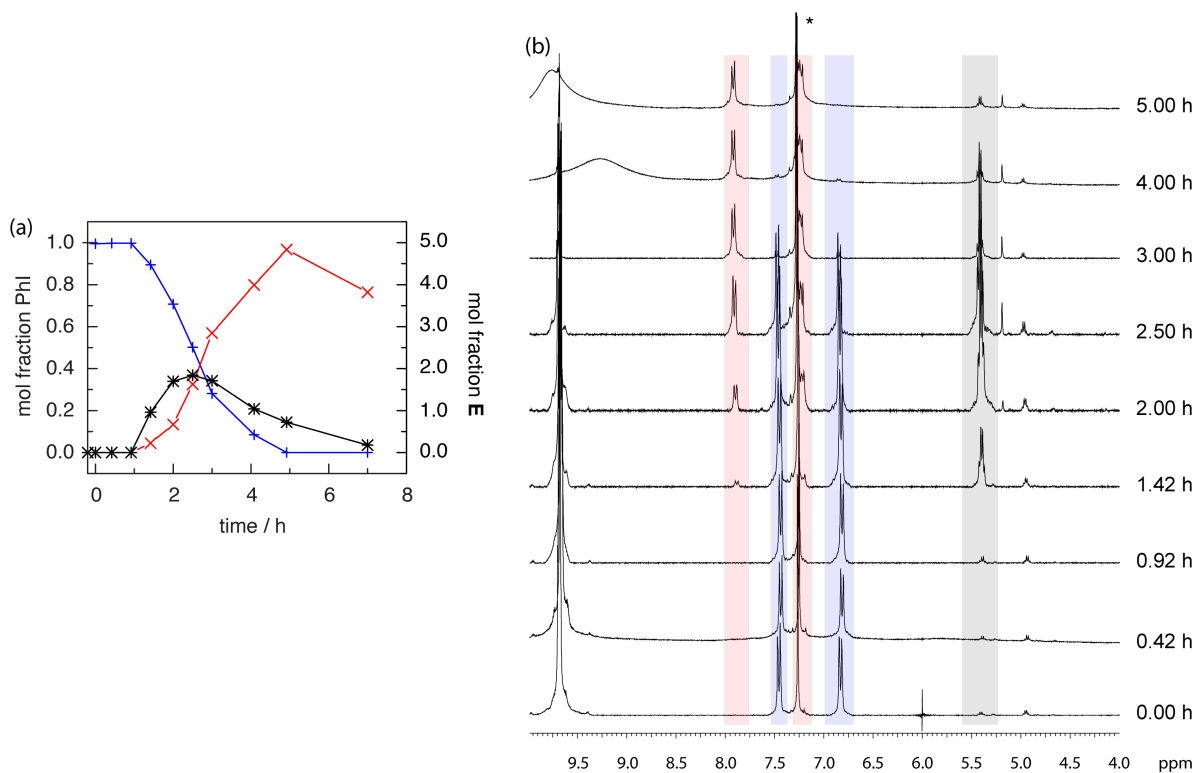 (a)
mol fraction PhI
1.0
0.8
0.6
0.4
0.2
0.0
5.0
4.0
3.0
2.0
1.0
0.0
mol fraction E
0 2 4 6 8
time / h
(b)
*
5.00 h
4.00 h
3.00 h
2.50 h
2.00 h
1.42 h
0.92 h
0.42 h
0.00 h
9.5 9.0 8.5 8.0 7.5 7.0 6.5 6.0 5.5 5.0 4.5 4.0 ppm